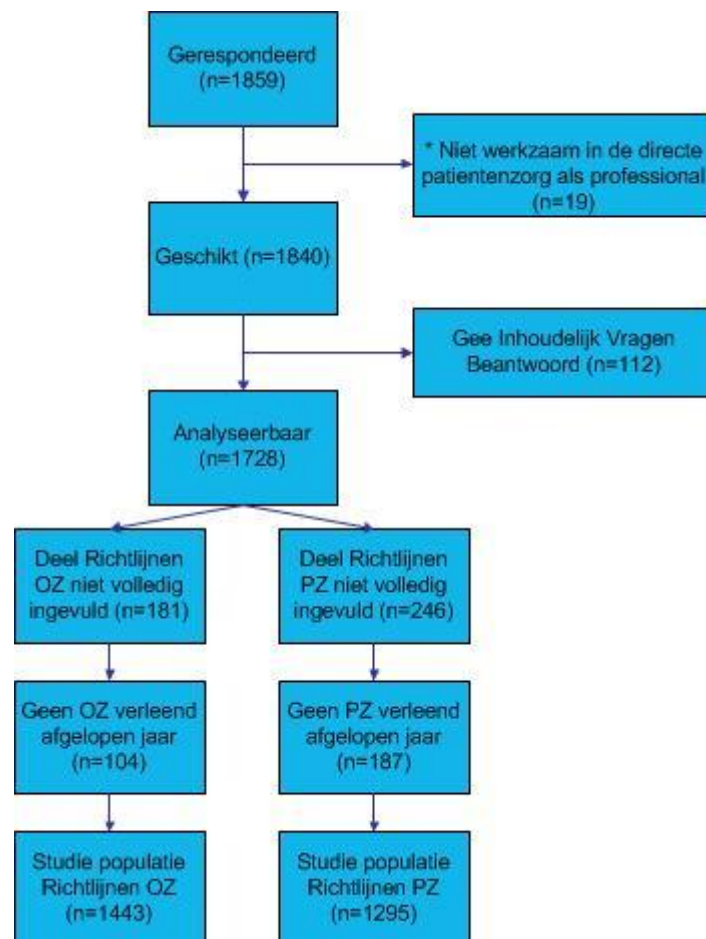 Gerespondeerd
(n=1859)
* Niet werkzaam in de directe
patientenzorg als professional
(n=19)
Geschikt (n=1840)
Gee Inhoudelijk Vragen
Beantwoord (n=112)
Analyseerbaar
(n=1728)
Deel Richtlijnen
OZ niet volledig
ingevuld (n=181)
Deel Richtlijnen
PZ niet volledig
ingevuld (n=246)
Geen OZ verleend
afgelopen jaar
(n=104)
Geen PZ verleend
afgelopen jaar
(n=187)
Studie populatie
Richtlijnen OZ
(n=1443)
Studie populatie
Richtlijnen PZ
(n=1295)